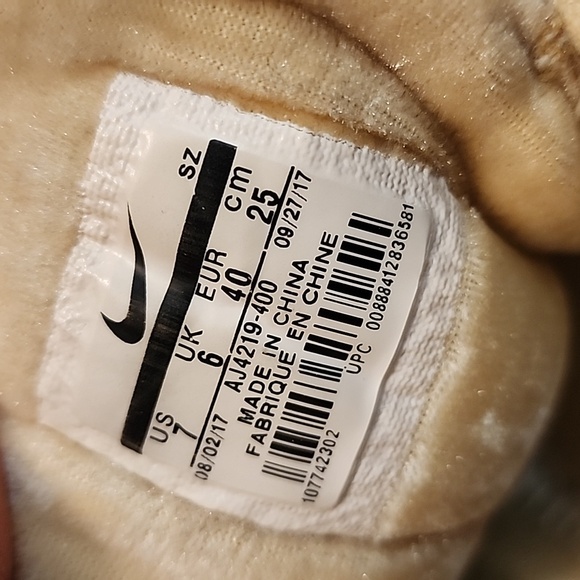 SZ
US UK EUR cm
7 6 40 25
08/02/17 AJ4219-400 09/27/17
MADE IN CHINA
FABRIQUE EN CHINE
107742302 UPC 00888412836581